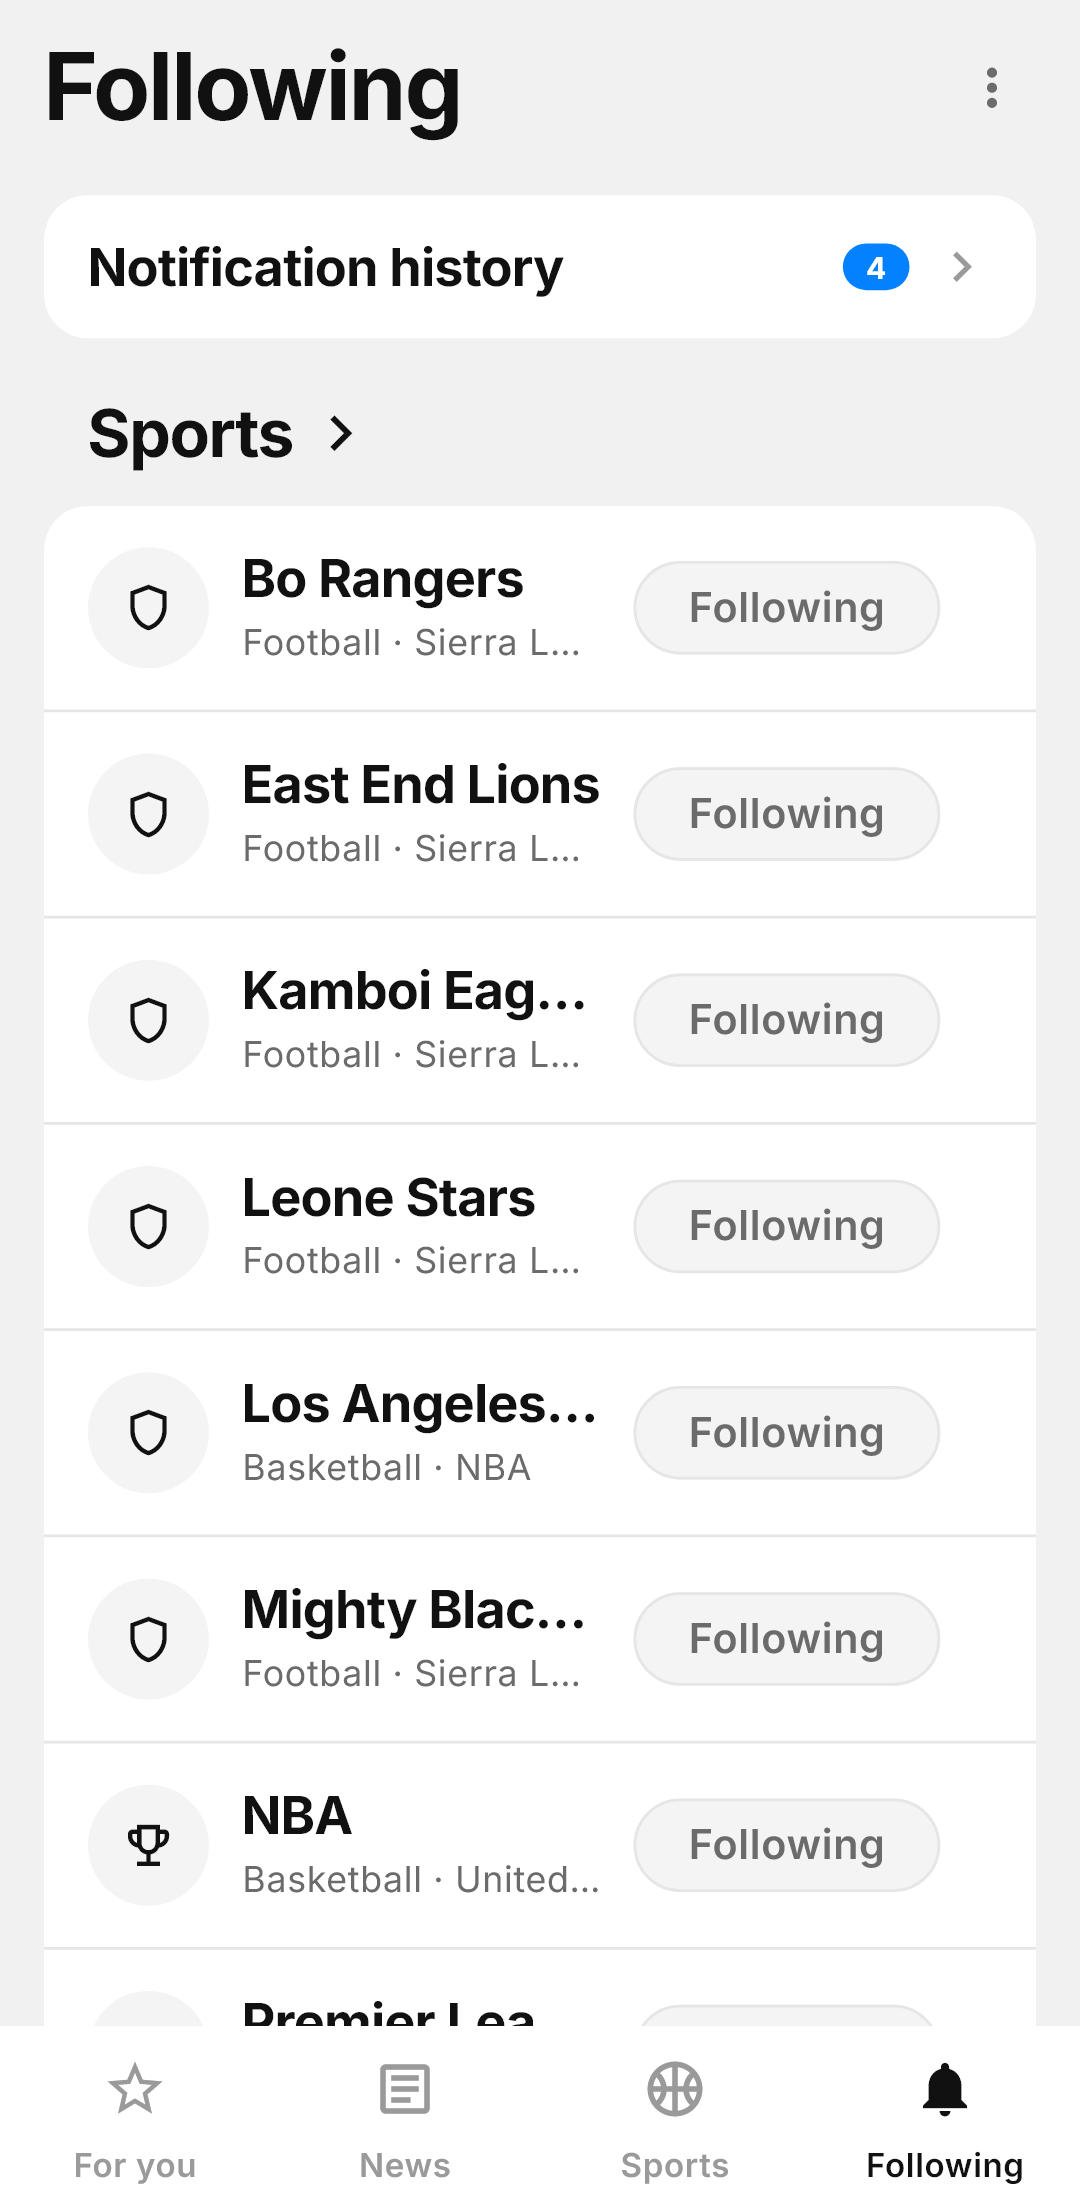 Following
Notification history
4
Sports
Bo Rangers
Football · Sierra L...
Following
East End Lions
Football · Sierra L...
Following
Kamboi Eag...
Football · Sierra L...
Following
Leone Stars
Football · Sierra L...
Following
Los Angeles...
Basketball · NBA
Following
Mighty Blac...
Football · Sierra L...
Following
NBA
Basketball · United...
Following
Premier Lea
For you
News
Sports
Following